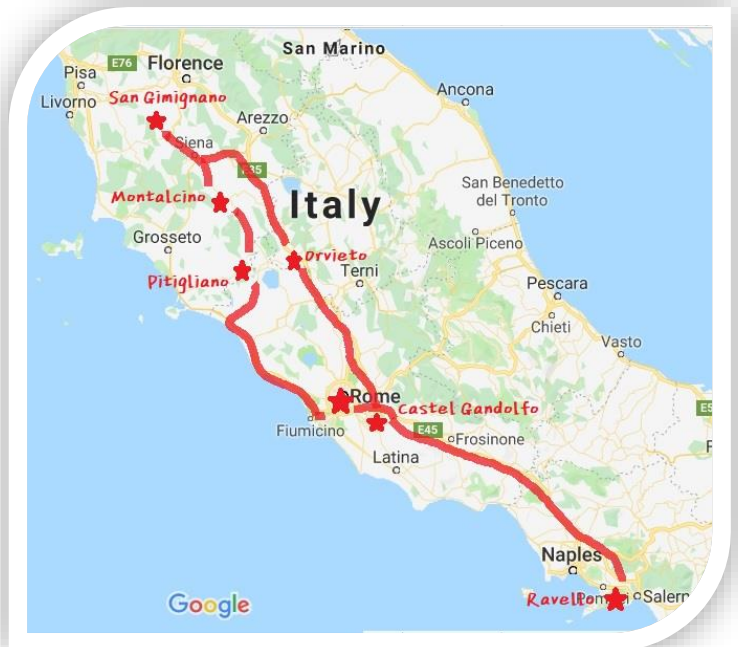 San Marino
E76
Florence
Pisa
Livorno
San Gimignano
Arezzo
Ancona
Siena
E35
Montalcino
Italy
San Benedetto
del Tronto
Grosseto
Orvieto
Ascoli Piceno
Terni
Pitigliano
Pescara
Chieti
Vasto
Rome
Castel Gandolfo
Fiumicino
E45
Frosinone
Latina
Naples
Google
Ravello
Salern